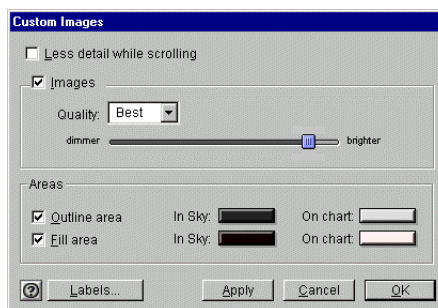 Custom Images
Less detail while scrolling
Images
Quality: Best
dimmer brighter
Areas
Outline area In Sky: On chart:
Fill area In Sky: On chart:
? Labels... Apply Cancel OK